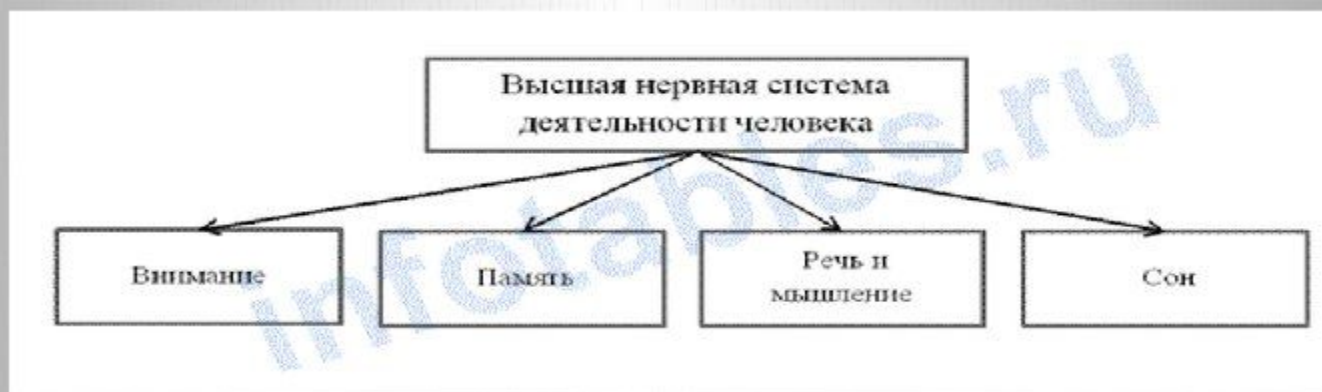 Высшая нервная система
деятельности человека
Внимание
Память
Речь и
мышление
Сон
infotables.ru